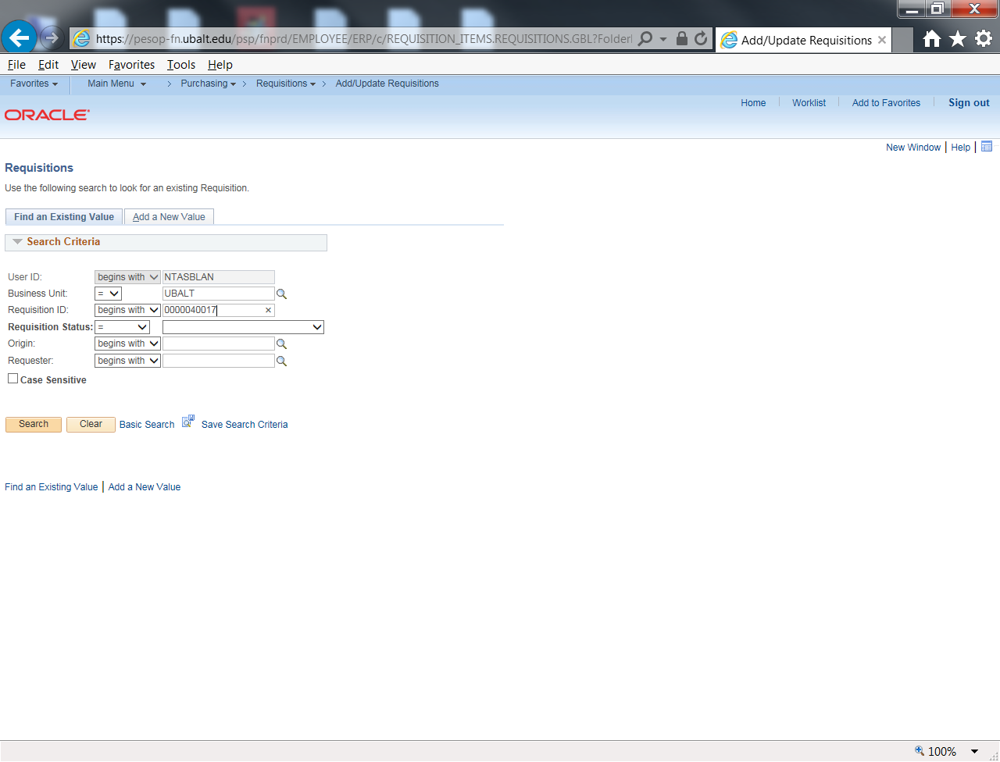 https://pesop-fn.ubalt.edu/psp/fnprd/EMPLOYEE/ERP/c/REQUISITION_ITEMS.REQUISITIONS.GBL?Folder
Add/Update Requisitions
File Edit View Favorites Tools Help
Favorites Main Menu > Purchasing > Requisitions > Add/Update Requisitions
Home Worklist Add to Favorites Sign out
ORACLE
New Window | Help |
Requisitions
Use the following search to look for an existing Requisition.
Find an Existing Value Add a New Value
Search Criteria
User ID: begins with NTASBLAN
Business Unit: = UBALT
Requisition ID: begins with 0000040017
Requisition Status: =
Origin: begins with
Requester: begins with
Case Sensitive
Search Clear Basic Search Save Search Criteria
Find an Existing Value | Add a New Value
100%